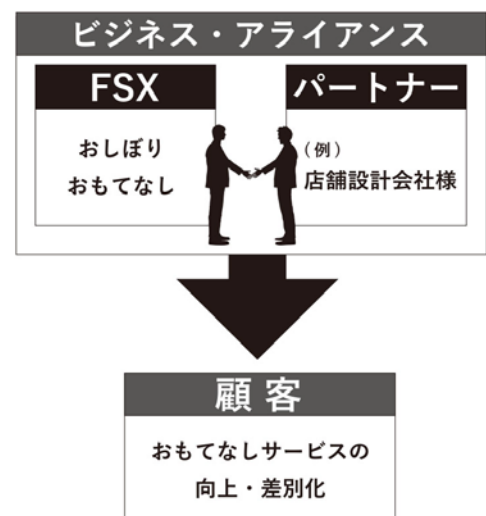 ビジネス・アライアンス
FSX
おしぼり
おもてなし
パートナー
(例)
店舗設計会社様
顧客
おもてなしサービスの
向上・差別化